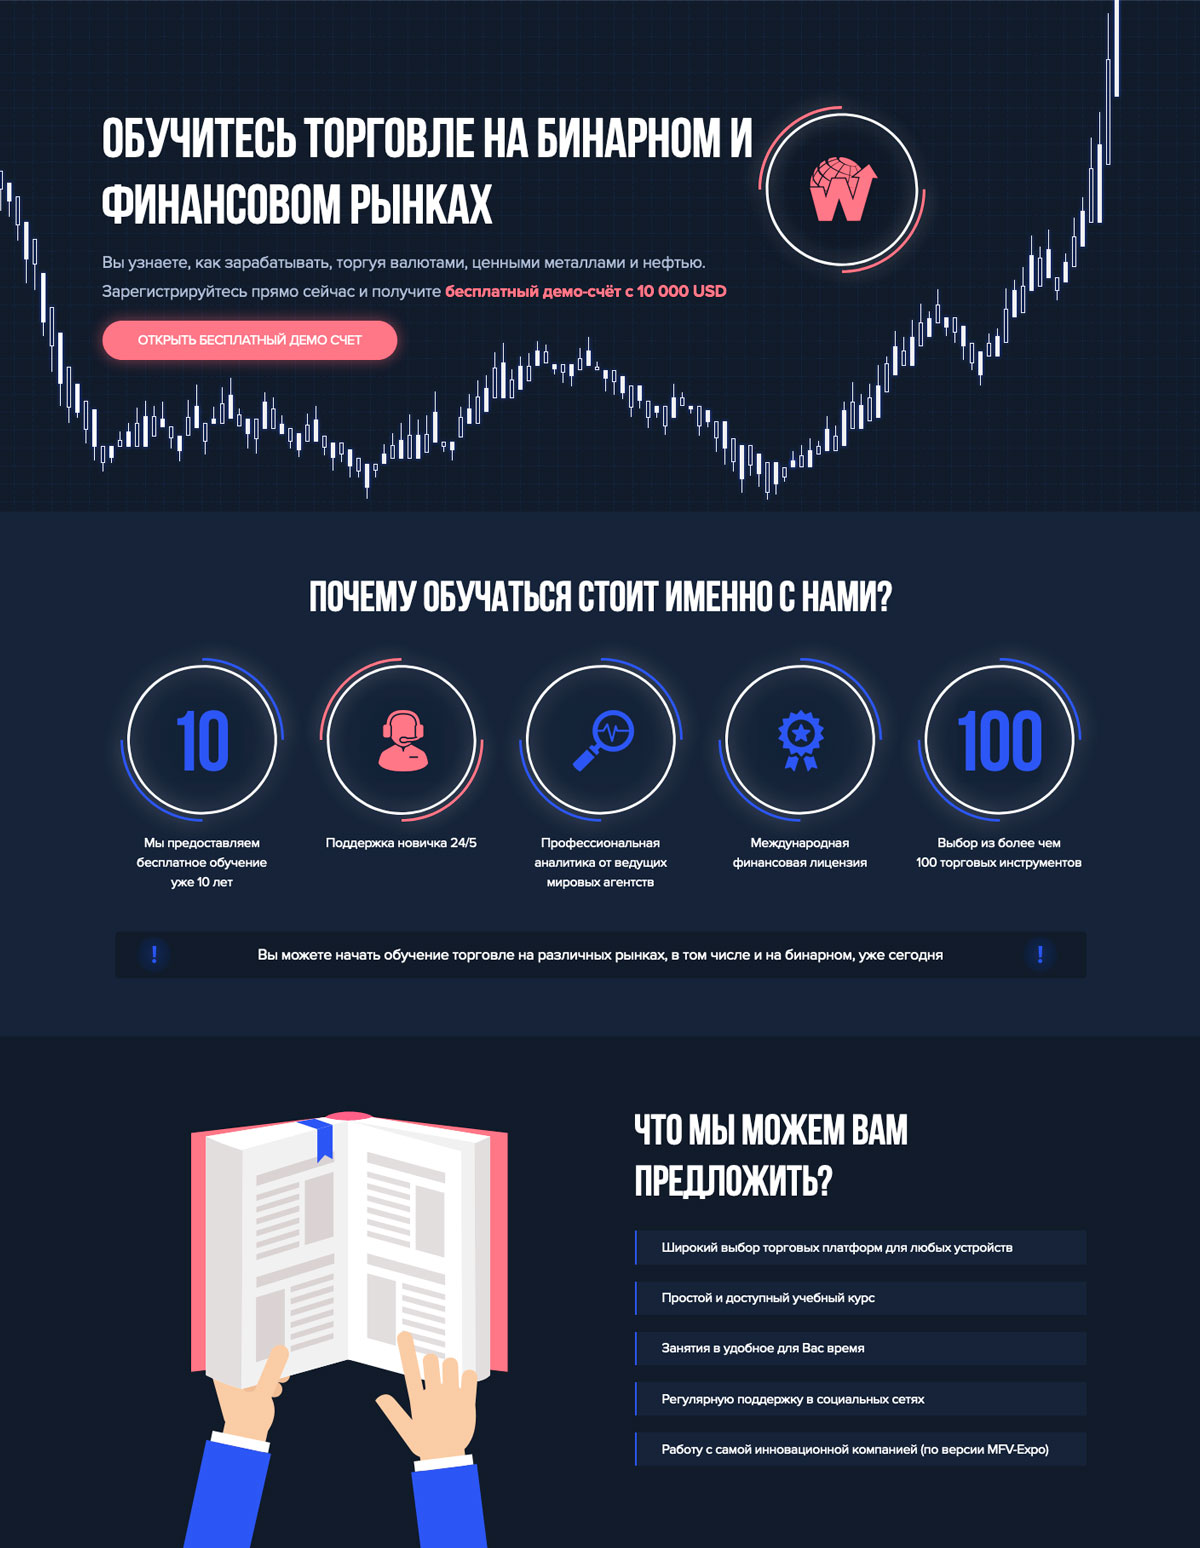 ОБУЧИТЕСЬ ТОРГОВЛЕ НА БИНАРНОМ И
ФИНАНСОВОМ РЫНКАХ
W
Вы узнаете, как зарабатывать, торгуя валютами, ценными металлами и нефтью.
Зарегистрируйтесь прямо сейчас и получите бесплатный демо-счёт с 10 000 USD
ОТКРЫТЬ БЕСПЛАТНЫЙ ДЕМО СЧЕТ
ПОЧЕМУ ОБУЧАТЬСЯ СТОИТ ИМЕННО С НАМИ?
10
Мы предоставляем
бесплатное обучение
уже 10 лет
Поддержка новичка 24/5
Профессиональная
аналитика от ведущих
мировых агентств
Международная
финансовая лицензия
100
Выбор из более чем
100 торговых инструментов
! Вы можете начать обучение торговле на различных рынках, в том числе и на бинарном, уже сегодня !
ЧТО МЫ МОЖЕМ ВАМ
ПРЕДЛОЖИТЬ?
Широкий выбор торговых платформ для любых устройств
Простой и доступный учебный курс
Занятия в удобное для Вас время
Регулярную поддержку в социальных сетях
Работу с самой инновационной компанией (по версии MFV-Expo)